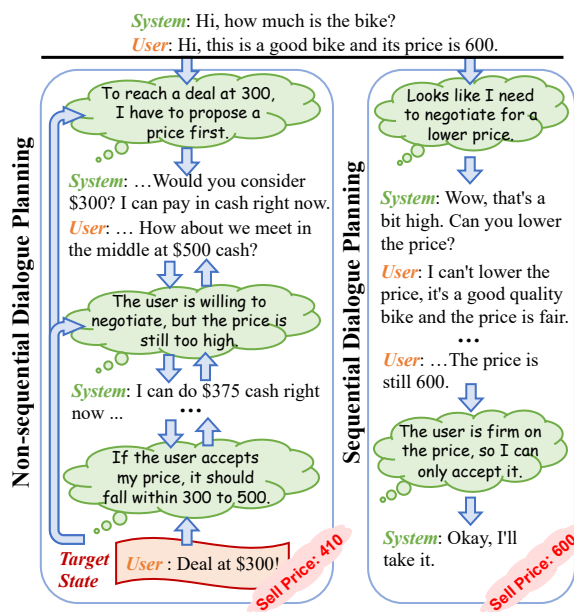 System: Hi, how much is the bike?
User: Hi, this is a good bike and its price is 600.
Non-sequential Dialogue Planning
To reach a deal at 300,
I have to propose a
price first.
System: …Would you consider
$300? I can pay in cash right now.
User: … How about we meet in
the middle at $500 cash?
The user is willing to
negotiate, but the price is
still too high.
System: I can do $375 cash right
now ...
...
If the user accepts
my price, it should
fall within 300 to 500.
Target
State
User : Deal at $300!
Sell Price: 410
Sequential Dialogue Planning
Looks like I need
to negotiate for a
lower price.
System: Wow, that's a
bit high. Can you lower
the price?
User: I can't lower the
price, it's a good quality
bike and the price is fair.
...
User: …The price is
still 600.
The user is firm on
the price, so I can
only accept it.
System: Okay, I'll
take it.
Sell Price: 600